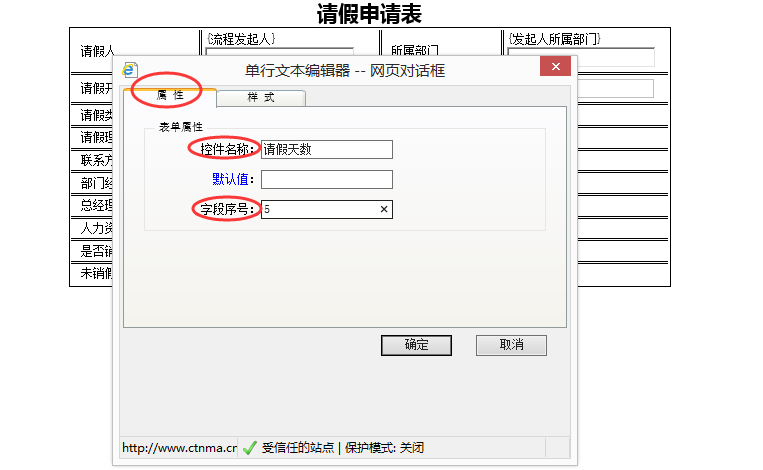 请假申请表
请假人
{流程发起人}
所属部门
{发起人所属部门}
单行文本编辑器 -- 网页对话框
请假开
属 性
样 式
请假类
表单属性
请假理
控件名称：
请假天数
联系方
部门经
默认值：
总经理
字段序号：
5
人力资
是否销
未销假
确定
取消
http://www.ctnma.cn
受信任的站点 | 保护模式: 关闭